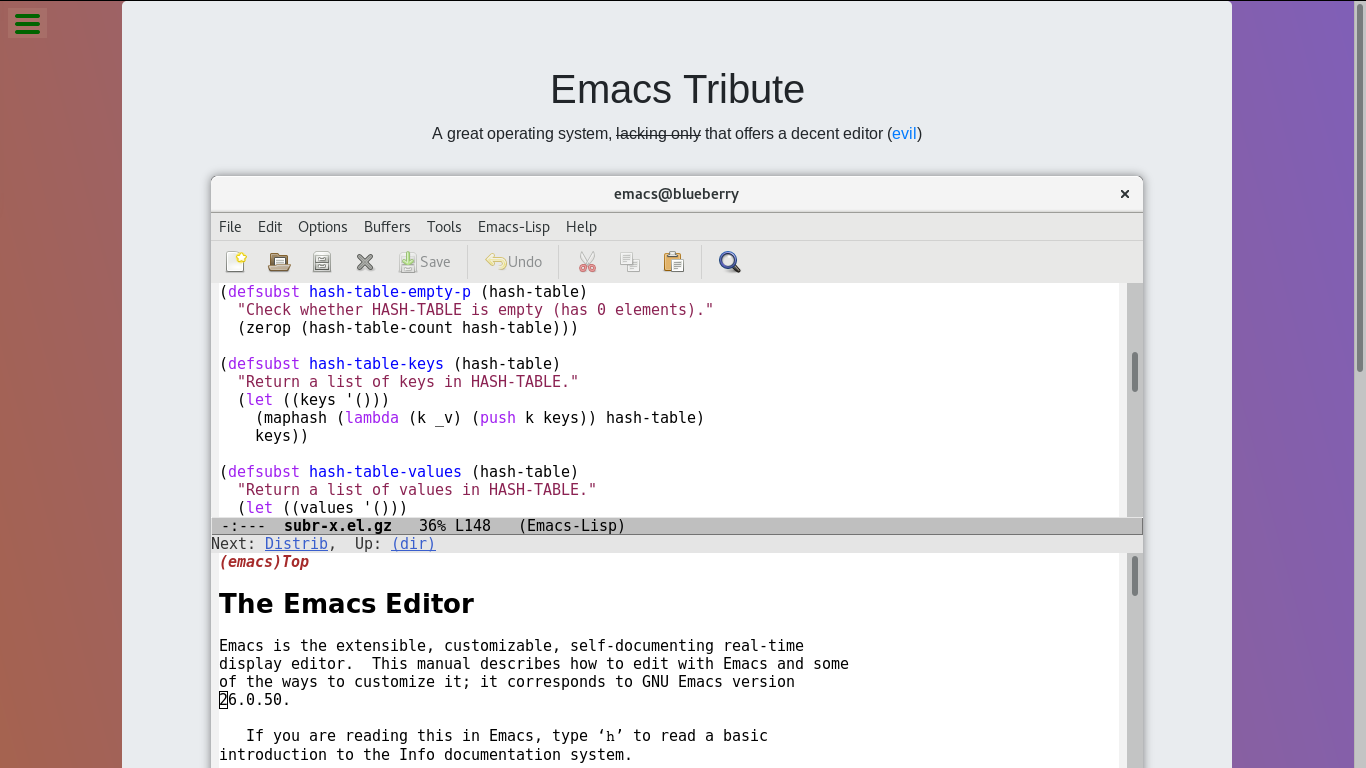 Emacs Tribute
A great operating system, lacking only that offers a decent editor (evil)
emacs@blueberry
File Edit Options Buffers Tools Emacs-Lisp Help
Save Undo
(defsubst hash-table-empty-p (hash-table)
  "Check whether HASH-TABLE is empty (has 0 elements)."
  (zerop (hash-table-count hash-table)))
(defsubst hash-table-keys (hash-table)
  "Return a list of keys in HASH-TABLE."
  (let ((keys '()))
    (maphash (lambda (k _v) (push k keys)) hash-table)
    keys))
(defsubst hash-table-values (hash-table)
  "Return a list of values in HASH-TABLE."
  (let ((values '()))
-:---  subr-x.el.gz   36% L148   (Emacs-Lisp)
Next: Distrib,  Up: (dir)
(emacs)Top
The Emacs Editor
Emacs is the extensible, customizable, self-documenting real-time
display editor.  This manual describes how to edit with Emacs and some
of the ways to customize it; it corresponds to GNU Emacs version
26.0.50.
   If you are reading this in Emacs, type ‘h’ to read a basic
introduction to the Info documentation system.